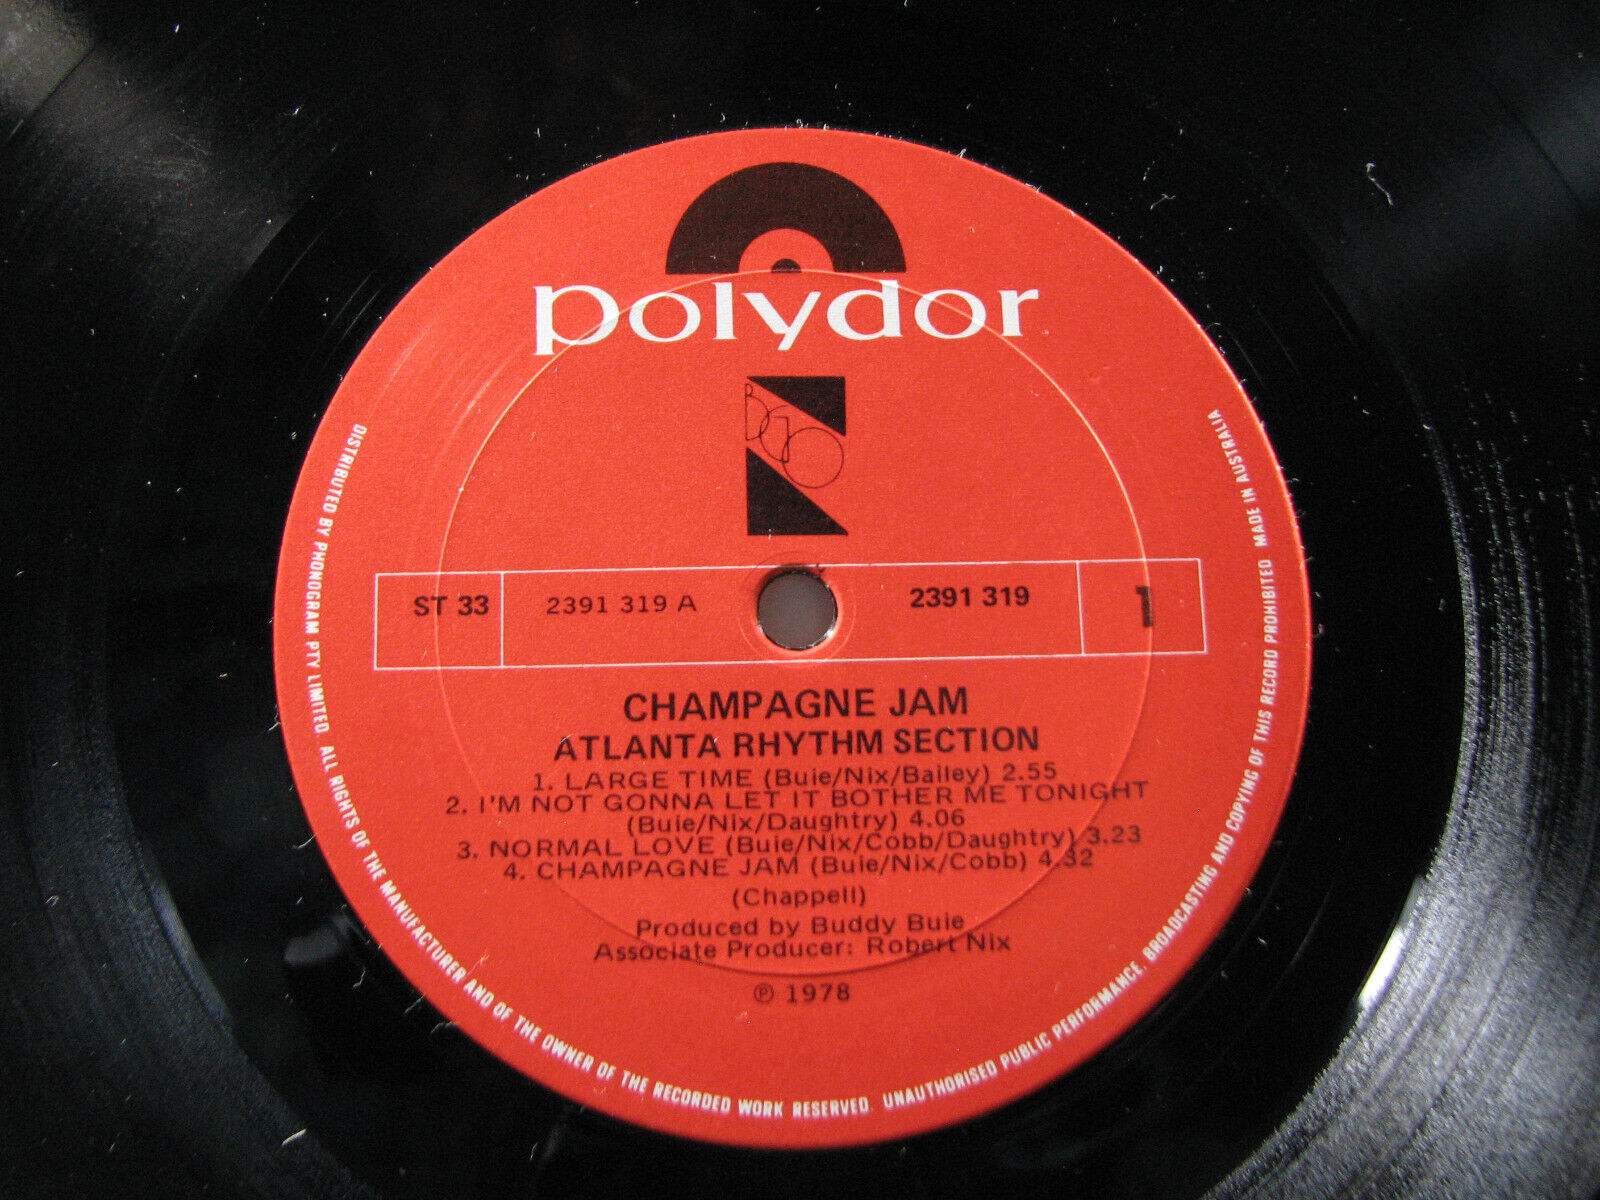 polydor
BGO
ST 33 2391 319 A 2391 319 1
CHAMPAGNE JAM
ATLANTA RHYTHM SECTION
1. LARGE TIME (Buie/Nix/Bailey) 2.55
2. I'M NOT GONNA LET IT BOTHER ME TONIGHT
(Buie/Nix/Daughtry) 4.06
3. NORMAL LOVE (Buie/Nix/Cobb/Daughtry) 3.23
4. CHAMPAGNE JAM (Buie/Nix/Cobb) 4.32
(Chappell)
Produced by Buddy Buie
Associate Producer: Robert Nix
℗ 1978
DISTRIBUTED BY PHONOGRAM PTY LIMITED. ALL RIGHTS OF THE MANUFACTURER AND OF THE OWNER OF THE RECORDED WORK RESERVED. UNAUTHORISED PUBLIC PERFORMANCE, BROADCASTING AND COPYING OF THIS RECORD PROHIBITED. MADE IN AUSTRALIA